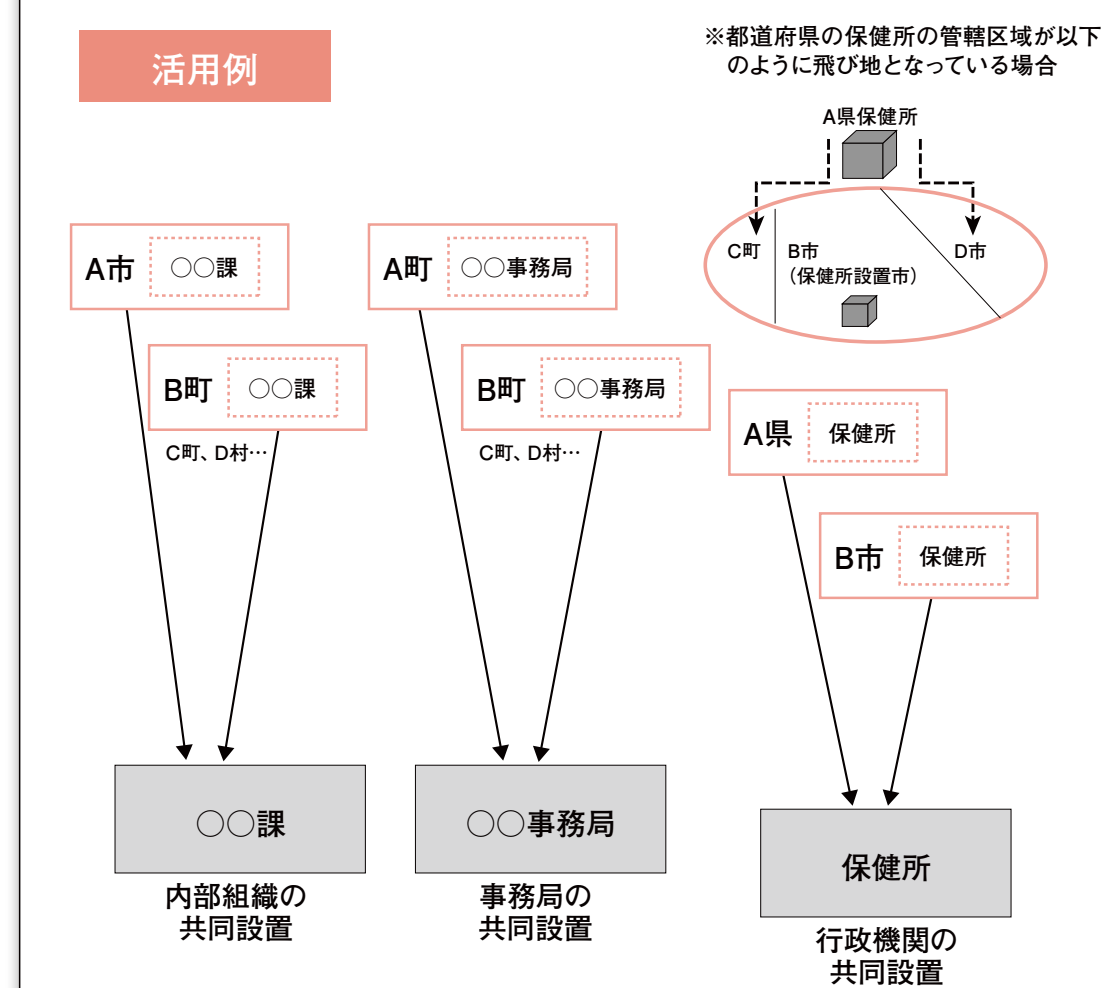 活用例
※都道府県の保健所の管轄区域が以下
のように飛び地となっている場合
A県保健所
C町
B市
（保健所設置市）
D市
A市
○○課
B町
○○課
C町、D村…
○○課
内部組織の
共同設置
A町
○○事務局
B町
○○事務局
C町、D村…
○○事務局
事務局の
共同設置
A県
保健所
B市
保健所
保健所
行政機関の
共同設置